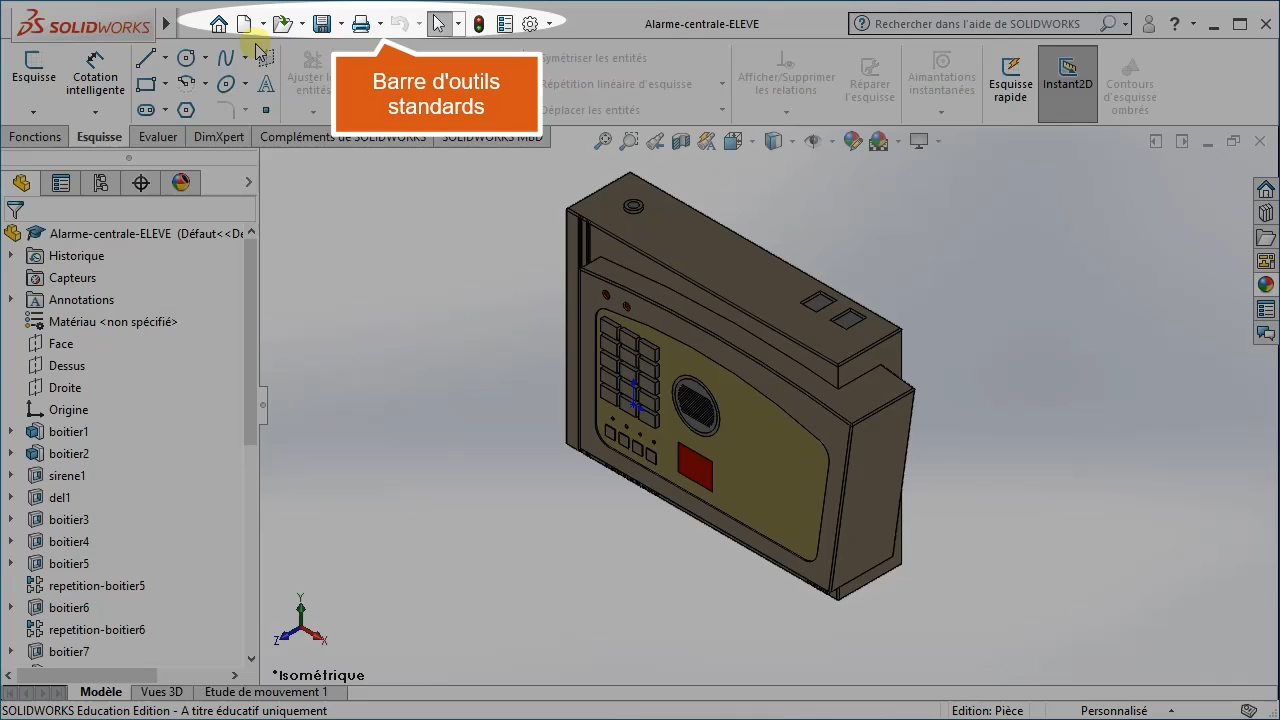 SOLIDWORKS
Alarme-centrale-ELEVE
Rechercher dans l'aide de SOLIDWORKS
Barre d'outils
standards
Esquisse
Cotation
intelligente
Ajuster les
entités
Symétriser les entités
Répétition linéaire d'esquisse
Déplacer les entités
Afficher/Supprimer
les relations
Réparer
l'esquisse
Aimantations
instantanées
Esquisse
rapide
Instant2D
Contours
d'esquisse
ombrés
Fonctions
Esquisse
Evaluer
DimXpert
Compléments de SOLIDWORKS
SOLIDWORKS MBD
Alarme-centrale-ELEVE (Défaut<<De
Historique
Capteurs
Annotations
Matériau <non spécifié>
Face
Dessus
Droite
Origine
boitier1
boitier2
sirene1
del1
boitier3
boitier4
boitier5
repetition-boitier5
boitier6
repetition-boitier6
boitier7
Y
Z
X
*Isométrique
Modèle
Vues 3D
Etude de mouvement 1
SOLIDWORKS Education Edition - A titre éducatif uniquement
Edition: Pièce
Personnalisé